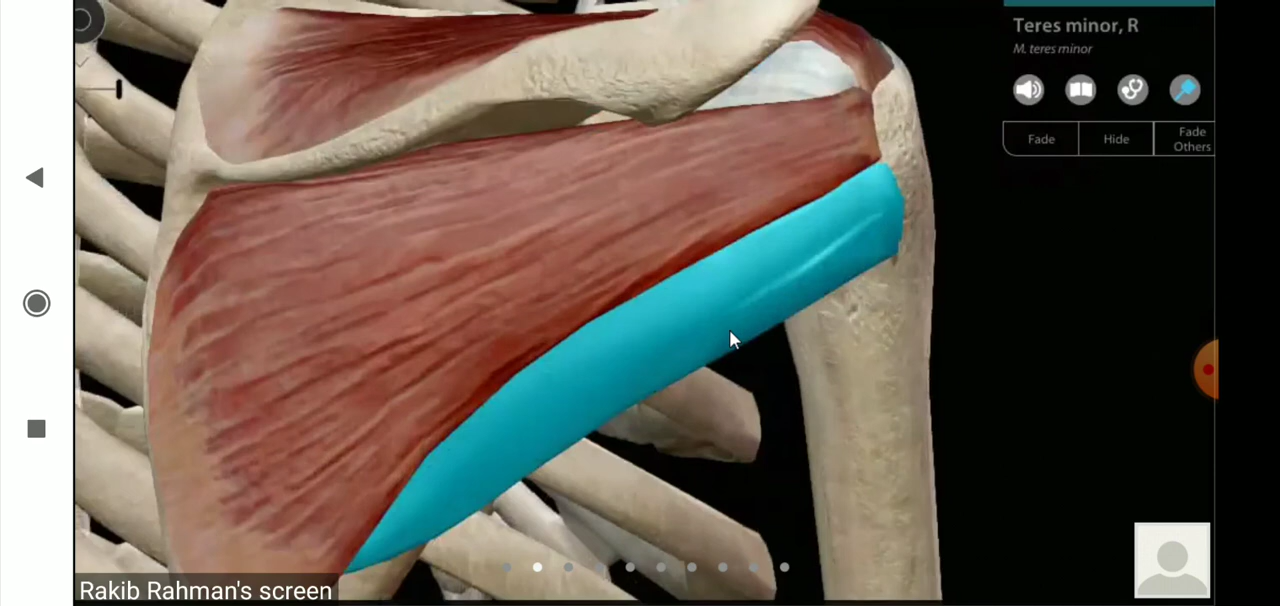 Teres minor, R
M. teres minor
Fade
Hide
Fade
Others
Rakib Rahman's screen